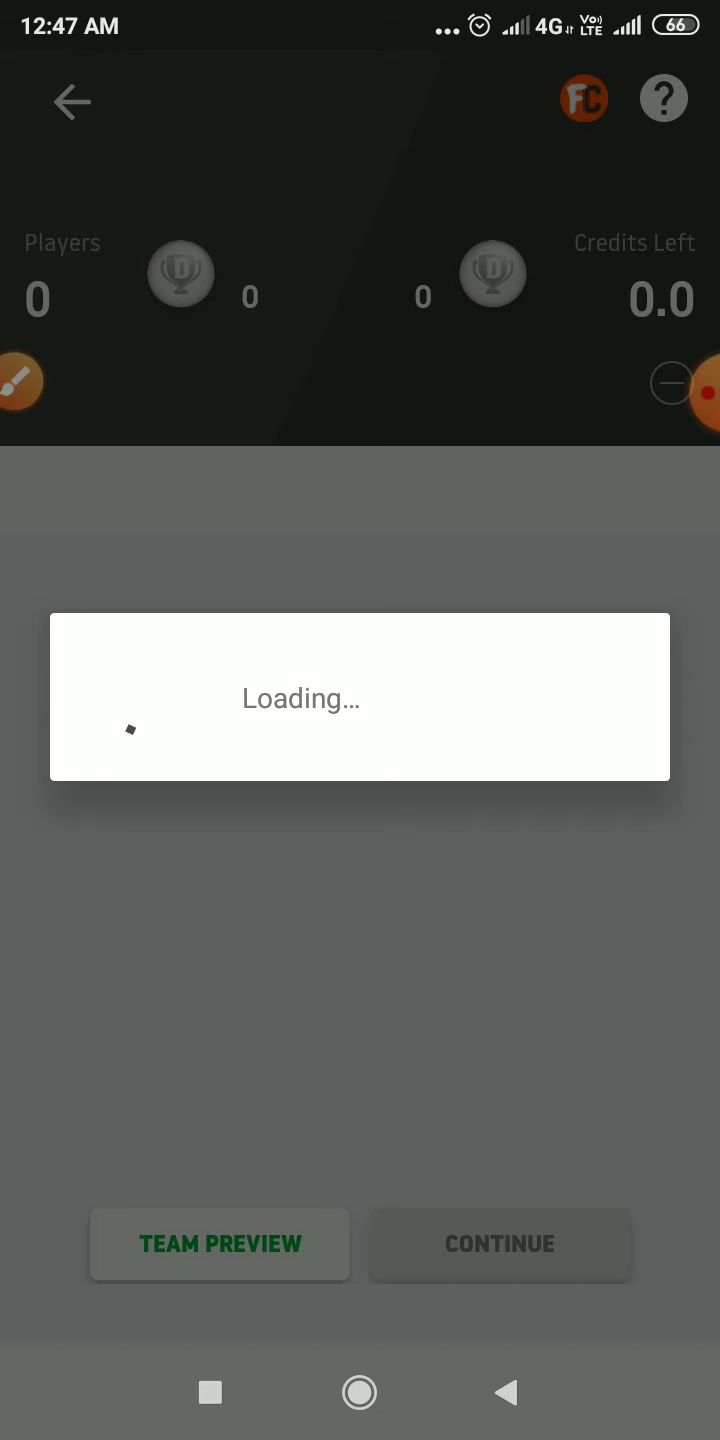 12:47 AM
4G
Vo))
LTE
66
FC
?
Players
Credits Left
D
D
0
0
0
0.0
Loading...
TEAM PREVIEW
CONTINUE